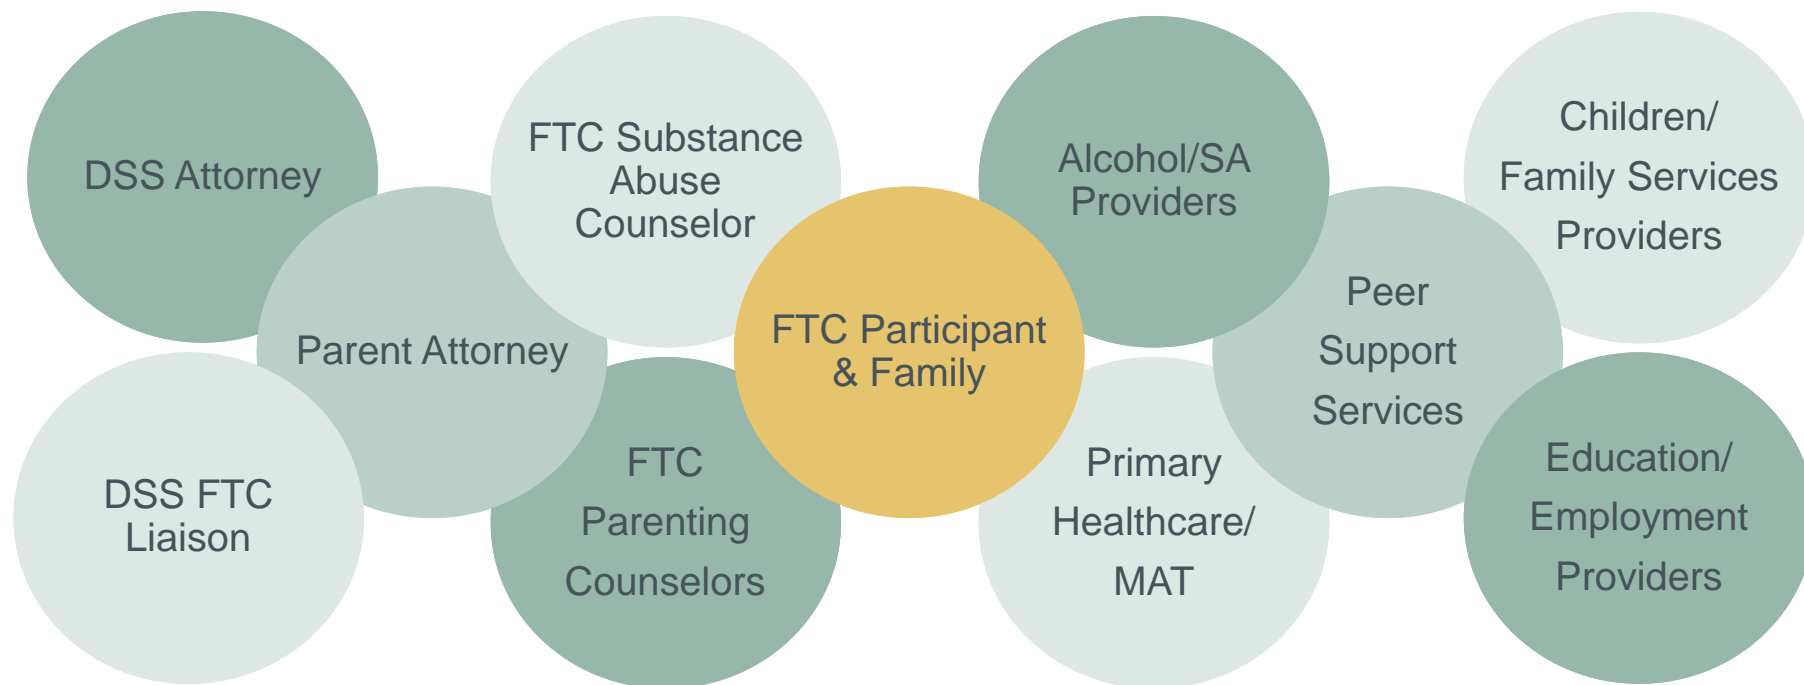 DSS Attorney
FTC Substance
Abuse
Counselor
Alcohol/SA
Providers
Children/
Family Services
Providers
Parent Attorney
FTC Participant
& Family
Peer
Support
Services
DSS FTC
Liaison
FTC
Parenting
Counselors
Primary
Healthcare/
MAT
Education/
Employment
Providers